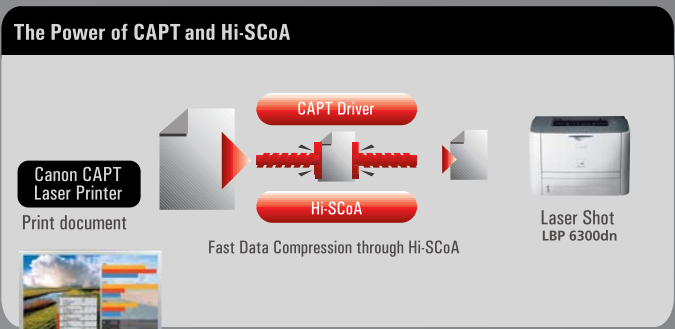 The Power of CAPT and Hi-SCoA
CAPT Driver
Canon CAPT
Laser Printer
Print document
Hi-SCoA
Fast Data Compression through Hi-SCoA
Laser Shot
LBP 6300dn